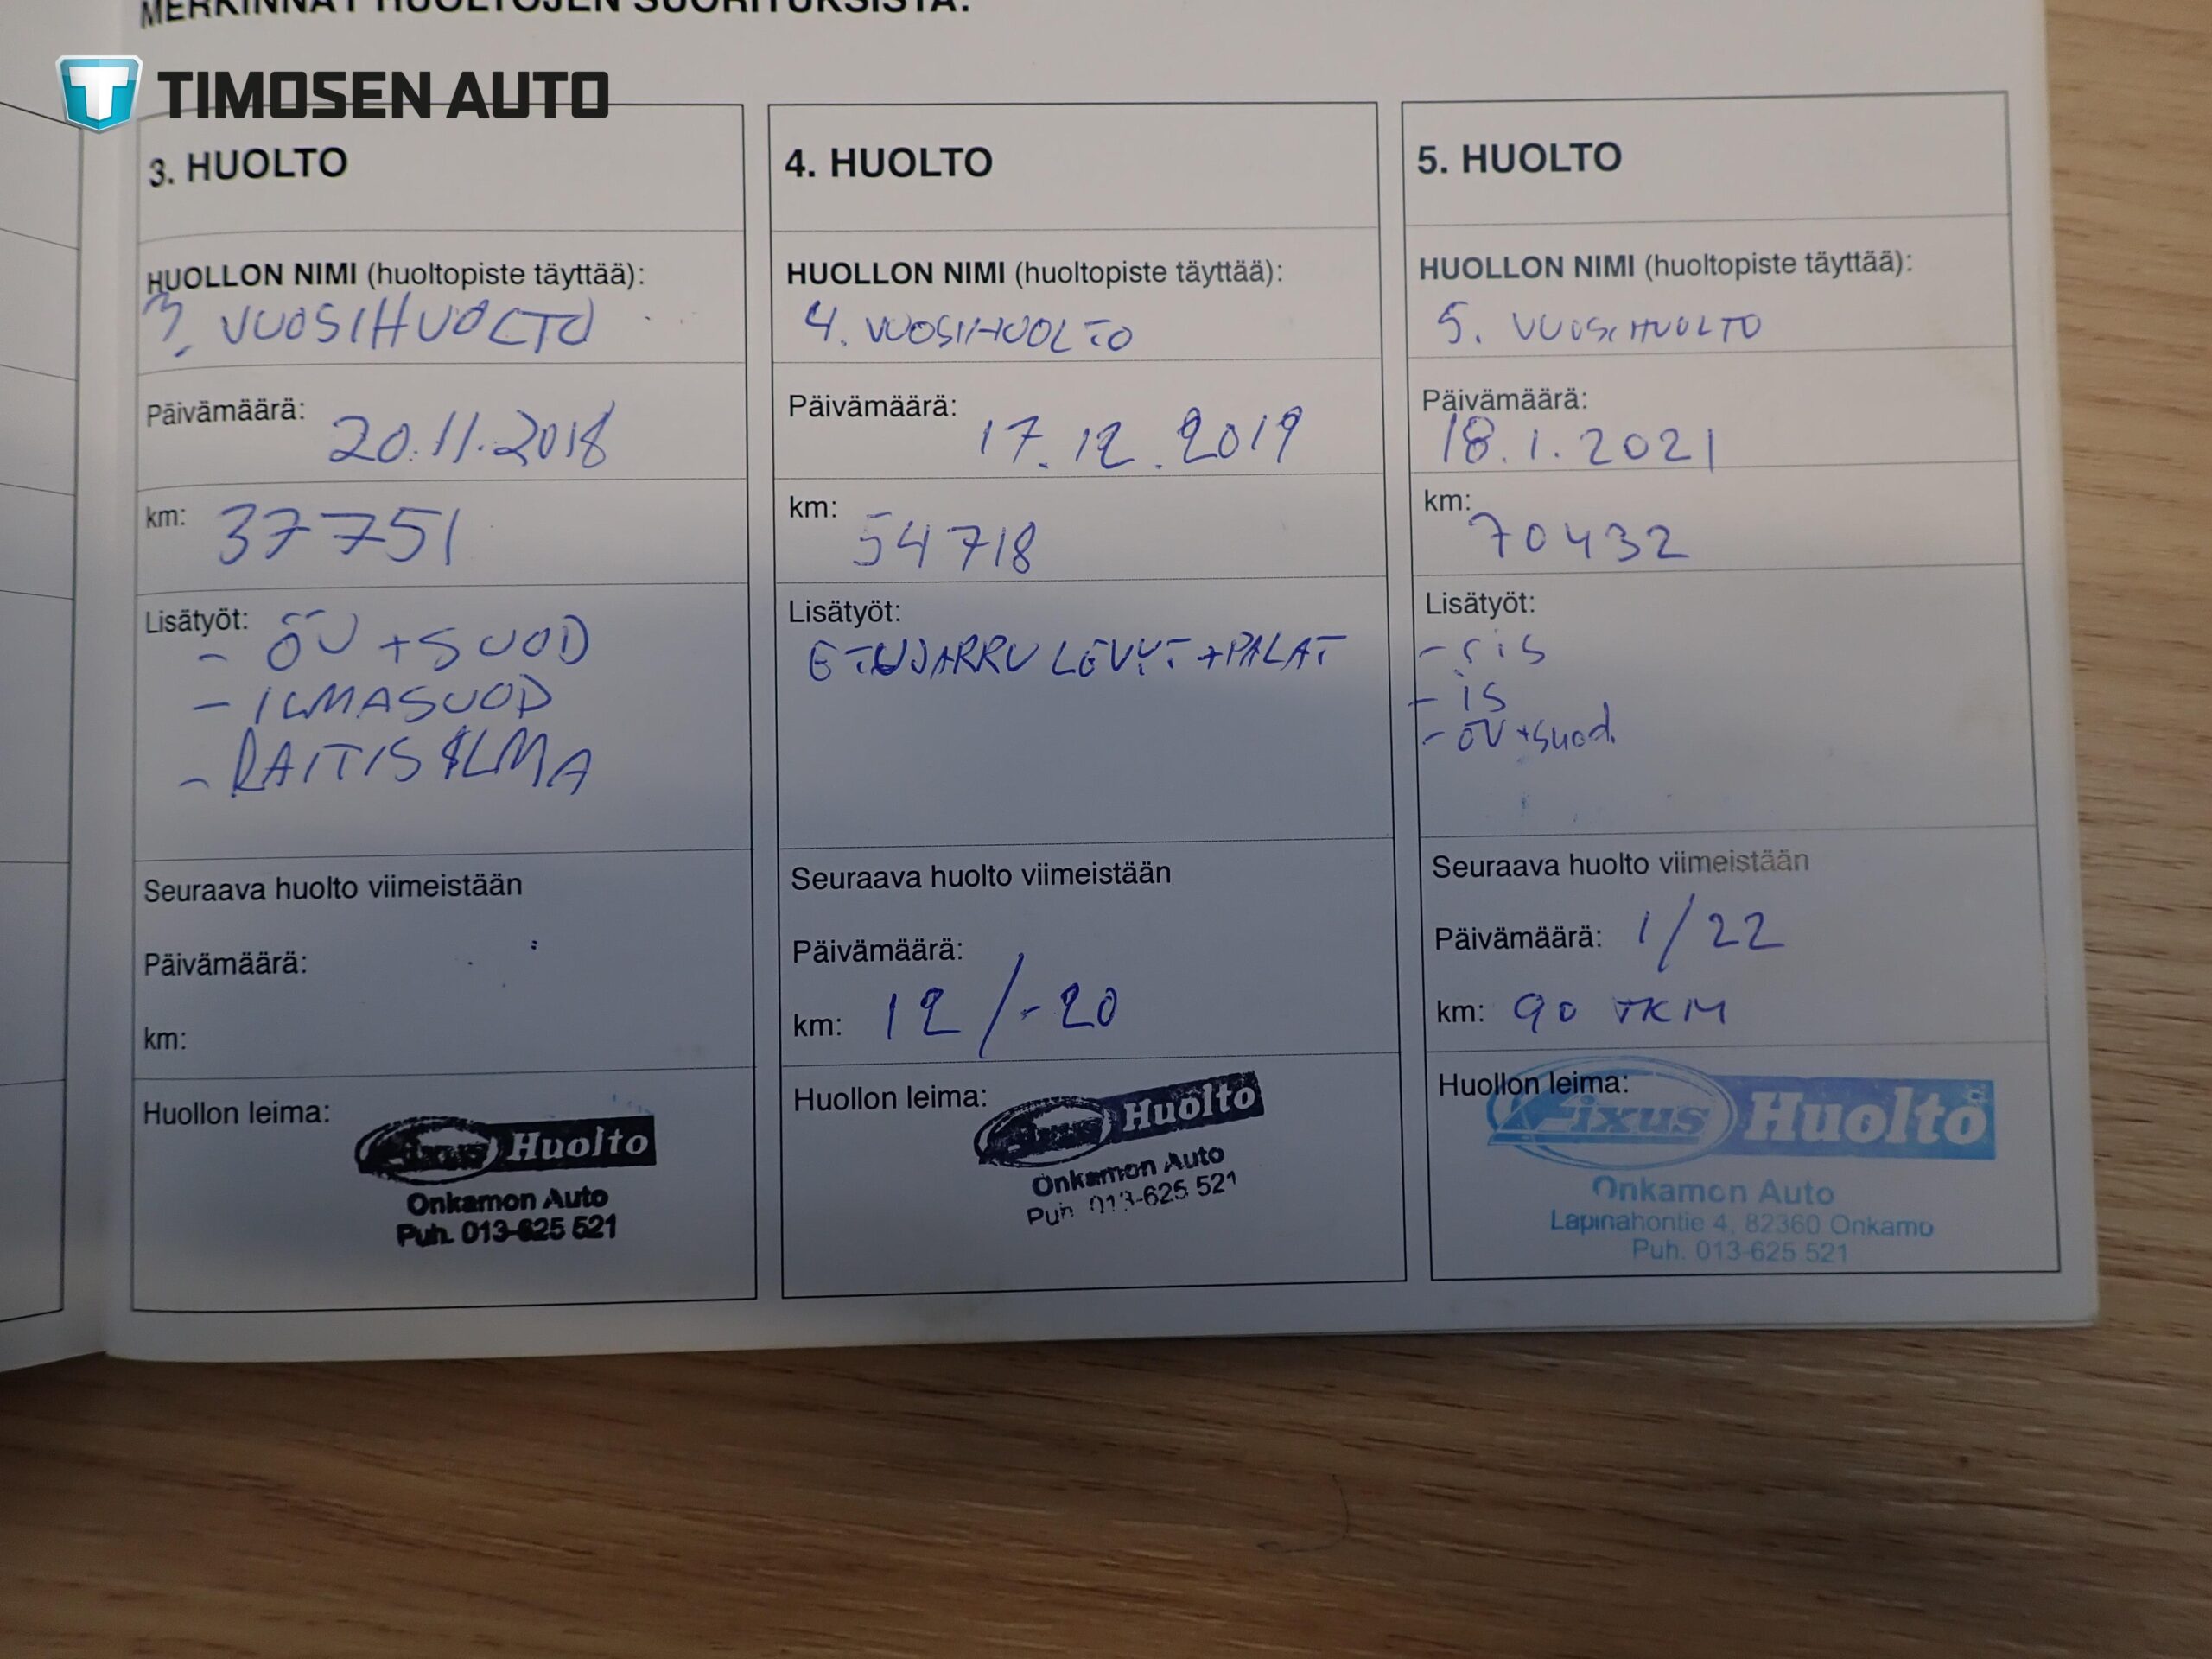 MERKINNÄT HUOLTOJEN SUORITUKSISTA:
TIMOSEN AUTO
3. HUOLTO
HUOLLON NIMI (huoltopiste täyttää):
3. VUOSIHUOLTO
Päivämäärä: 20.11.2018
km: 37751
Lisätyöt:
- ÖV + SUOD
- ILMASUOD
- RAITISILMA
Seuraava huolto viimeistään
Päivämäärä:
km:
Huollon leima:
Huolto
Onkamon Auto
Puh. 013-625 521
4. HUOLTO
HUOLLON NIMI (huoltopiste täyttää):
4. VUOSIHUOLTO
Päivämäärä: 17.12.2019
km: 54718
Lisätyöt:
ETUJARRU LEVYT + PALAT
Seuraava huolto viimeistään
Päivämäärä:
km: 12/-20
Huollon leima:
Huolto
Onkamon Auto
Puh. 013-625 521
5. HUOLTO
HUOLLON NIMI (huoltopiste täyttää):
5. VUOSIHUOLTO
Päivämäärä:
18.1.2021
km: 70432
Lisätyöt:
- is
- öV + suod.
Seuraava huolto viimeistään
Päivämäärä: 1/22
km: 90 TKM
Huollon leima:
Fixus Huolto
Onkamon Auto
Lapinahontie 4, 82360 Onkamo
Puh. 013-625 521